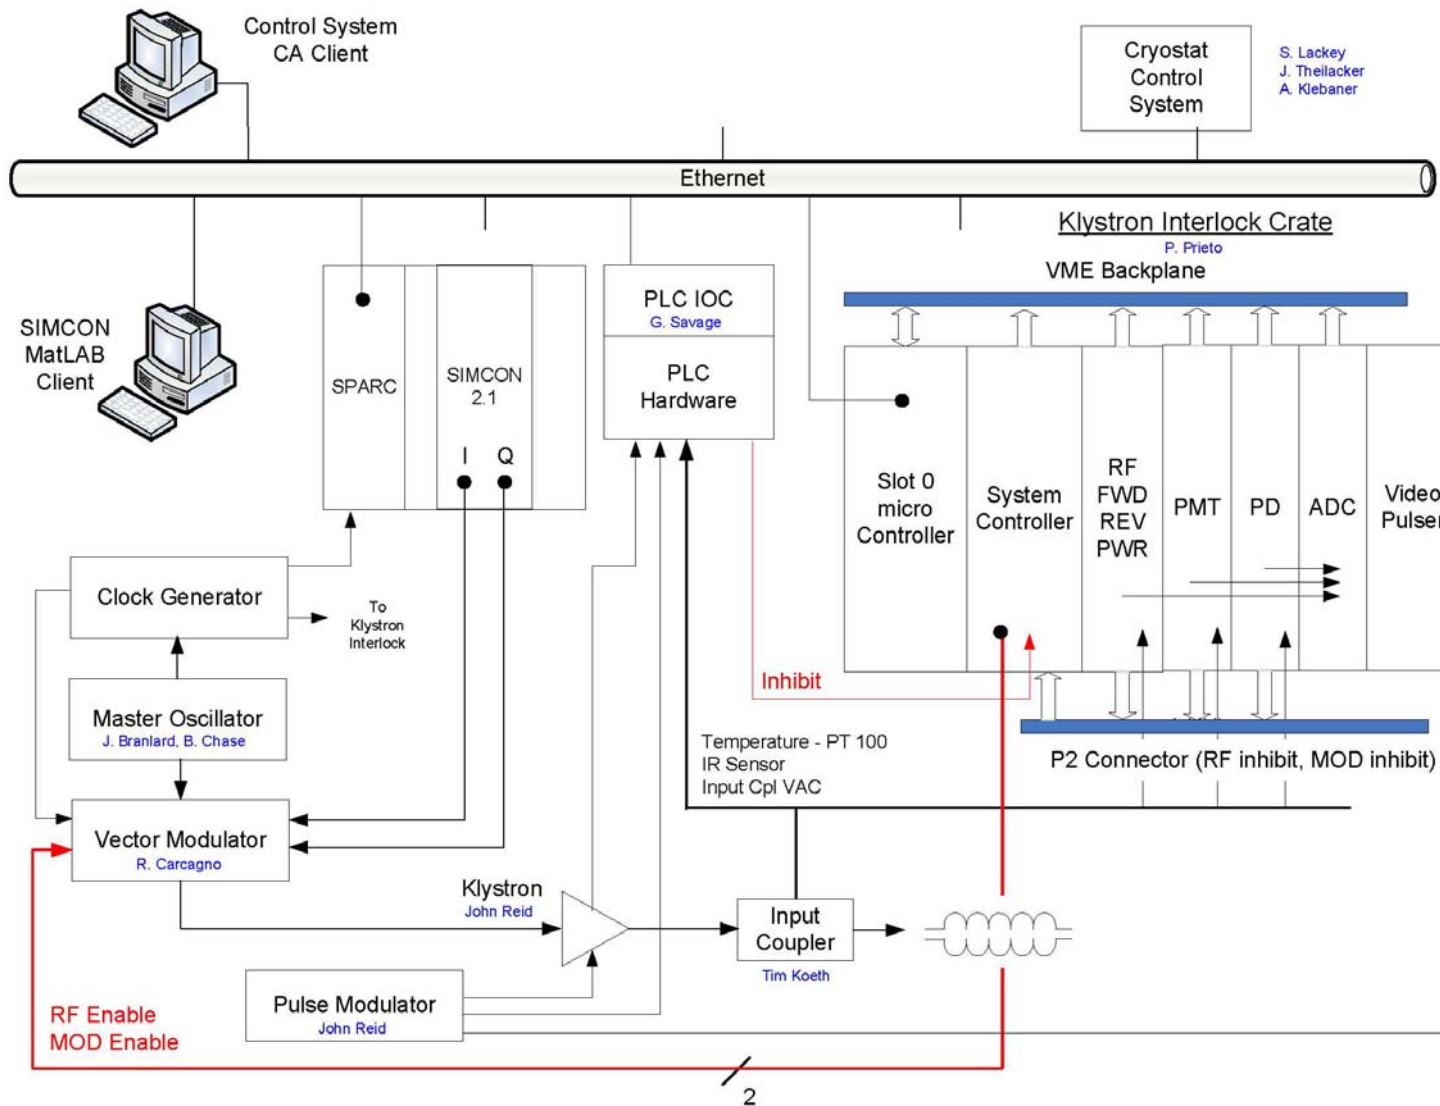 Control System
CA Client
Cryostat
Control
System
S. Lackey
J. Theilacker
A. Klebaner
Ethernet
Klystron Interlock Crate
P. Prieto
VME Backplane
SIMCON
MatLAB
Client
SPARC
SIMCON
2.1
I Q
PLC IOC
G. Savage
PLC
Hardware
Slot 0
micro
Controller
System
Controller
RF
FWD
REV
PWR
PMT
PD
ADC
Video
Pulser
Clock Generator
To
Klystron
Interlock
Master Oscillator
J. Branlard, B. Chase
Inhibit
Temperature - PT 100
IR Sensor
Input Cpl VAC
P2 Connector (RF inhibit, MOD inhibit)
Vector Modulator
R. Carcagno
Klystron
John Reid
Input
Coupler
Tim Koeth
Pulse Modulator
John Reid
RF Enable
MOD Enable
2